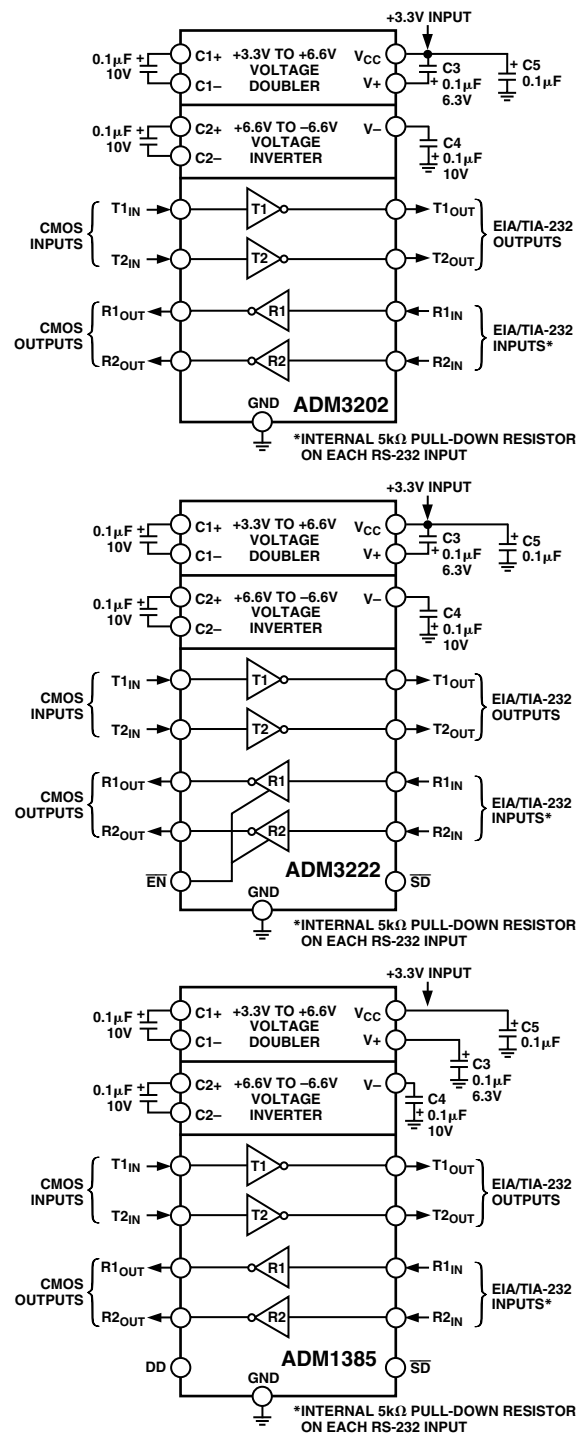 +3.3V INPUT
0.1μF
10V
+
C1+
C1–
+3.3V TO +6.6V
VOLTAGE
DOUBLER
VCC
V+
C3
+ 0.1μF
6.3V
+ C5
0.1μF
0.1μF
10V
+
C2+
C2–
+6.6V TO –6.6V
VOLTAGE
INVERTER
V–
C4
+ 0.1μF
10V
CMOS
INPUTS
T1IN
T2IN
T1
T2
T1OUT
T2OUT
EIA/TIA-232
OUTPUTS
CMOS
OUTPUTS
R1OUT
R2OUT
R1
R2
R1IN
R2IN
EIA/TIA-232
INPUTS*
GND
ADM3202
*INTERNAL 5kΩ PULL-DOWN RESISTOR
ON EACH RS-232 INPUT
+3.3V INPUT
0.1μF
10V
+
C1+
C1–
+3.3V TO +6.6V
VOLTAGE
DOUBLER
VCC
V+
C3
+ 0.1μF
6.3V
+ C5
0.1μF
0.1μF
10V
+
C2+
C2–
+6.6V TO –6.6V
VOLTAGE
INVERTER
V–
C4
+ 0.1μF
10V
CMOS
INPUTS
T1IN
T2IN
T1
T2
T1OUT
T2OUT
EIA/TIA-232
OUTPUTS
CMOS
OUTPUTS
R1OUT
R2OUT
R1
R2
R1IN
R2IN
EIA/TIA-232
INPUTS*
EN
GND
ADM3222
SD
*INTERNAL 5kΩ PULL-DOWN RESISTOR
ON EACH RS-232 INPUT
+3.3V INPUT
0.1μF
10V
+
C1+
C1–
+3.3V TO +6.6V
VOLTAGE
DOUBLER
VCC
V+
+ C5
0.1μF
+
C3
0.1μF
6.3V
0.1μF
10V
+
C2+
C2–
+6.6V TO –6.6V
VOLTAGE
INVERTER
V–
C4
+ 0.1μF
10V
CMOS
INPUTS
T1IN
T2IN
T1
T2
T1OUT
T2OUT
EIA/TIA-232
OUTPUTS
CMOS
OUTPUTS
R1OUT
R2OUT
R1
R2
R1IN
R2IN
EIA/TIA-232
INPUTS*
DD
GND
ADM1385
SD
*INTERNAL 5kΩ PULL-DOWN RESISTOR
ON EACH RS-232 INPUT